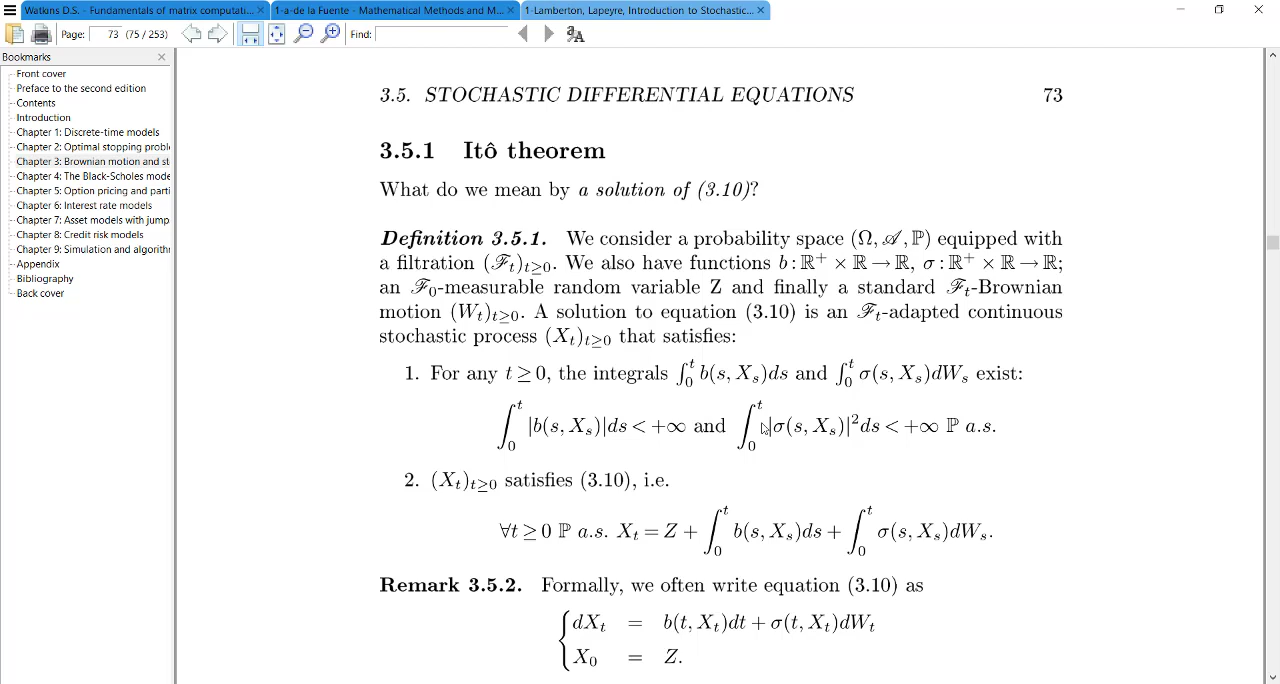 Watkins D.S. - Fundamentals of matrix computati...
1-a-de la Fuente - Mathematical Methods and M...
1-Lamberton, Lapeyre, Introduction to Stochastic...
Page: 73 (75 / 253)
Find:
Bookmarks
Front cover
Preface to the second edition
Contents
Introduction
Chapter 1: Discrete-time models
Chapter 2: Optimal stopping probl
Chapter 3: Brownian motion and st
Chapter 4: The Black-Scholes mode
Chapter 5: Option pricing and parti
Chapter 6: Interest rate models
Chapter 7: Asset models with jump
Chapter 8: Credit risk models
Chapter 9: Simulation and algorithm
Appendix
Bibliography
Back cover
3.5. STOCHASTIC DIFFERENTIAL EQUATIONS 73
3.5.1 Itô theorem
What do we mean by a solution of (3.10)?
Definition 3.5.1. We consider a probability space (Ω, 𝒜, ℙ) equipped with
a filtration (ℱ_t)_{t≥0}. We also have functions b : ℝ⁺ × ℝ → ℝ, σ : ℝ⁺ × ℝ → ℝ;
an ℱ₀-measurable random variable Z and finally a standard ℱ_t-Brownian
motion (W_t)_{t≥0}. A solution to equation (3.10) is an ℱ_t-adapted continuous
stochastic process (X_t)_{t≥0} that satisfies:
1. For any t ≥ 0, the integrals ∫₀ᵗ b(s, X_s)ds and ∫₀ᵗ σ(s, X_s)dW_s exist:
∫₀ᵗ |b(s, X_s)|ds < +∞ and ∫₀ᵗ |σ(s, X_s)|²ds < +∞ ℙ a.s.
2. (X_t)_{t≥0} satisfies (3.10), i.e.
∀t ≥ 0 ℙ a.s. X_t = Z + ∫₀ᵗ b(s, X_s)ds + ∫₀ᵗ σ(s, X_s)dW_s.
Remark 3.5.2. Formally, we often write equation (3.10) as
dX_t = b(t, X_t)dt + σ(t, X_t)dW_t
X₀ = Z.